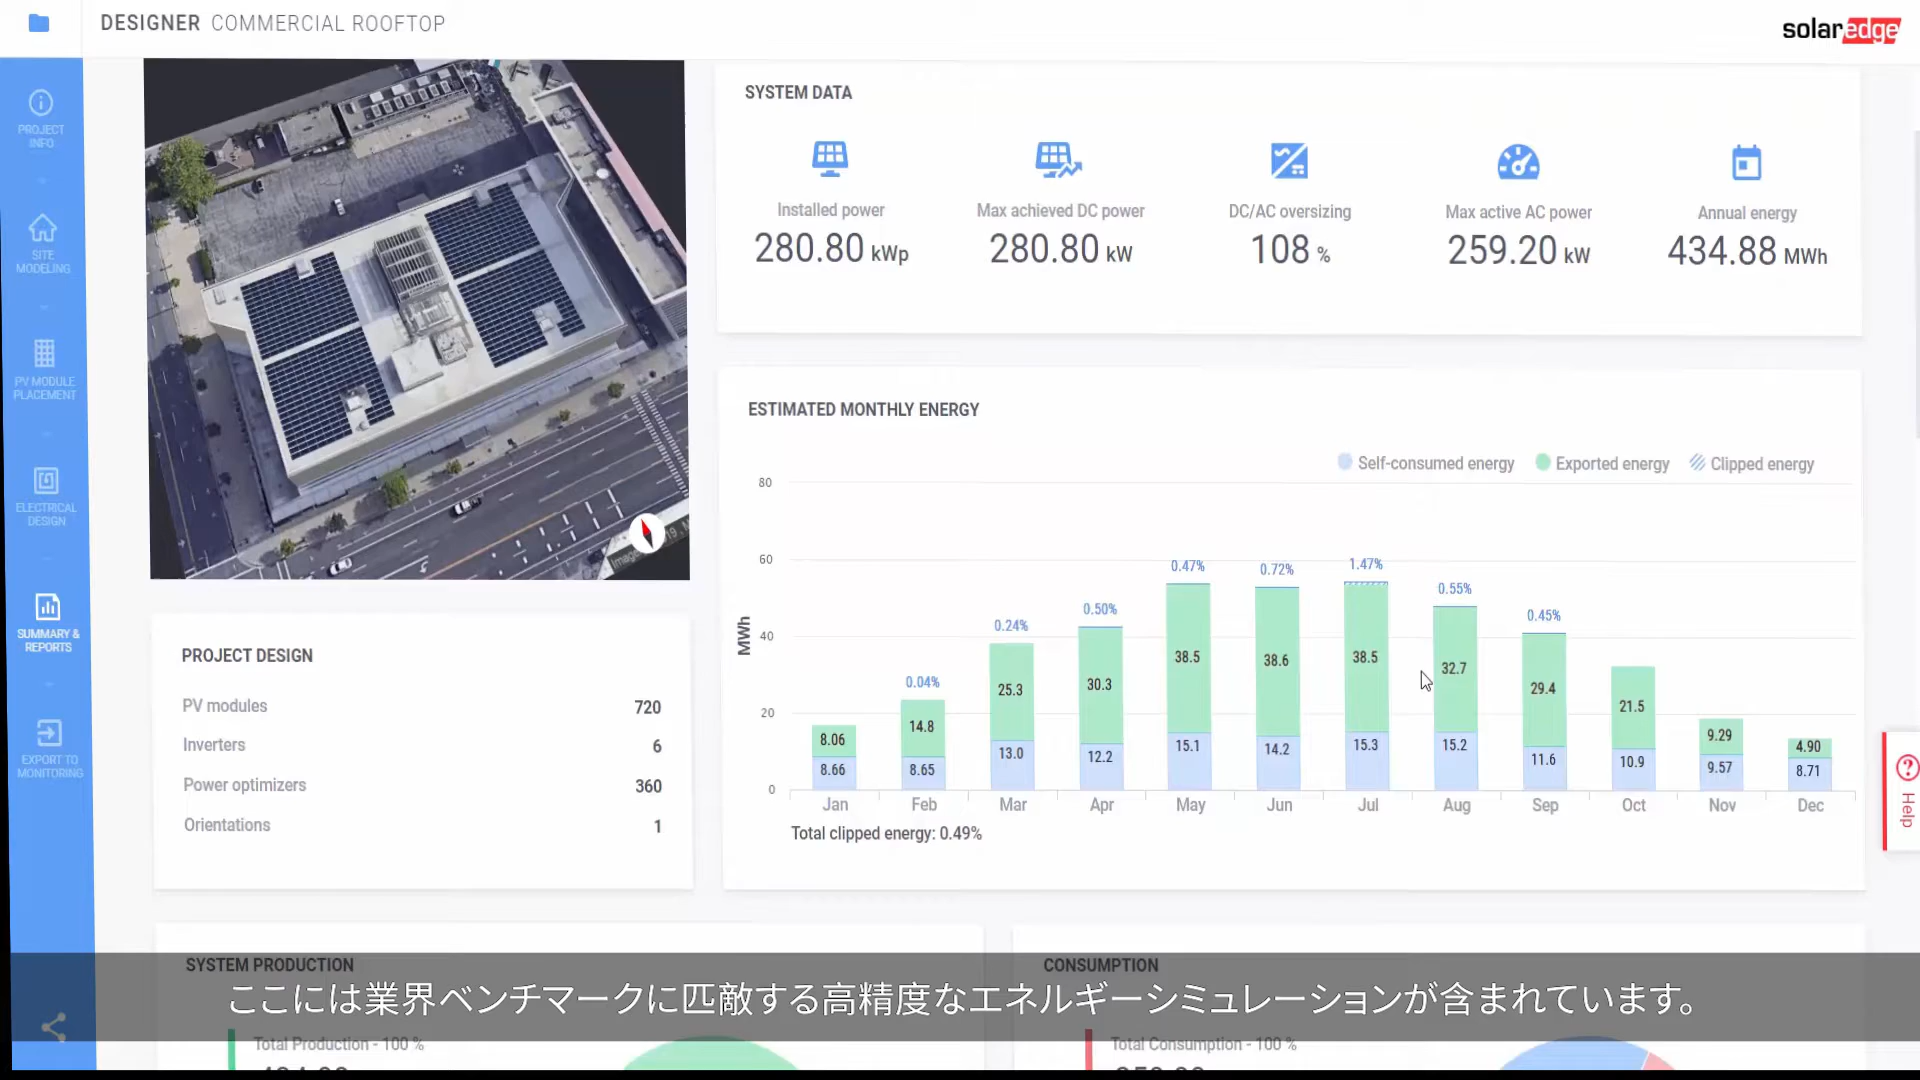 DESIGNER COMMERCIAL ROOFTOP
solaredge
PROJECT
INFO
SITE
MODELING
PV MODULE
PLACEMENT
ELECTRICAL
DESIGN
SUMMARY &
REPORTS
EXPORT TO
MONITORING
SYSTEM DATA
Installed power
280.80 kWp
Max achieved DC power
280.80 kW
DC/AC oversizing
108 %
Max active AC power
259.20 kW
Annual energy
434.88 MWh
PROJECT DESIGN
PV modules 720
Inverters 6
Power optimizers 360
Orientations 1
ESTIMATED MONTHLY ENERGY
Self-consumed energy Exported energy Clipped energy
MWh
80
60
40
20
0
0.04% 0.24% 0.50% 0.47% 0.72% 1.47% 0.55% 0.45%
8.06 14.8 25.3 30.3 38.5 38.6 38.5 32.7 29.4 21.5 9.29 4.90
8.66 8.65 13.0 12.2 15.1 14.2 15.3 15.2 11.6 10.9 9.57 8.71
Jan Feb Mar Apr May Jun Jul Aug Sep Oct Nov Dec
Total clipped energy: 0.49%
Help
SYSTEM PRODUCTION
CONSUMPTION
ここには業界ベンチマークに匹敵する高精度なエネルギーシミュレーションが含まれています。
Total Production - 100 %
Total Consumption - 100 %